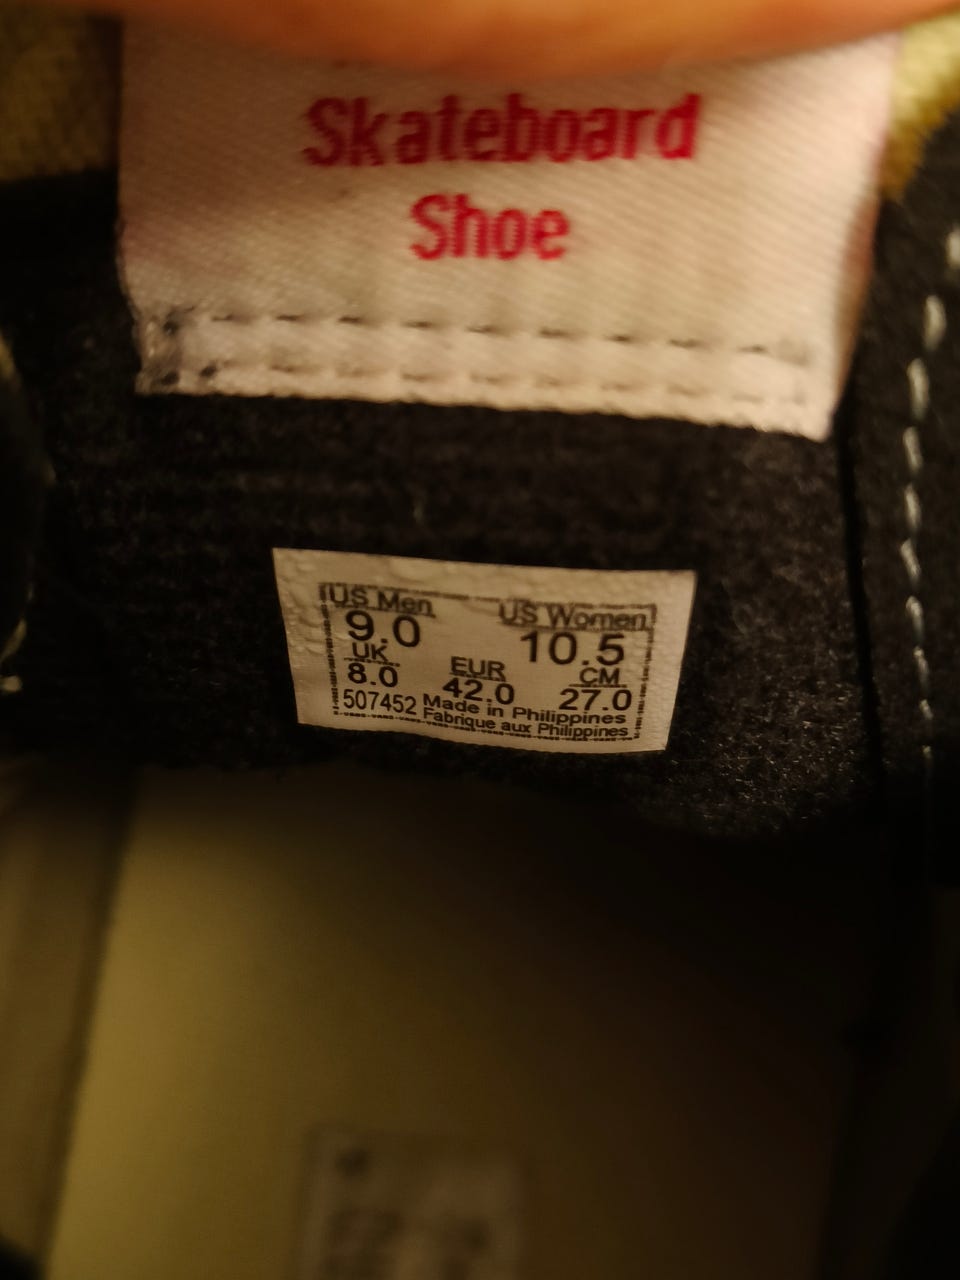 Skateboard
Shoe
US Men US Women
9.0 10.5
UK EUR CM
8.0 42.0 27.0
507452 Made in Philippines
Fabrique aux Philippines